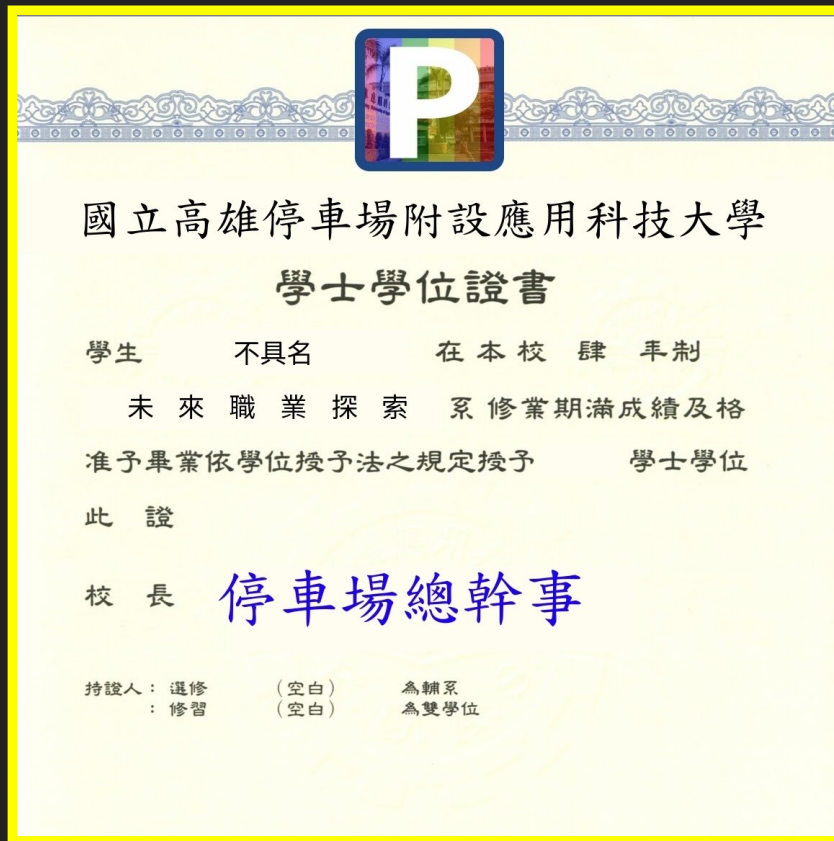 P
國立高雄停車場附設應用科技大學
學士學位證書
學生 不具名 在本校 肆 年制
未來職業探索 系修業期滿成績及格
准予畢業依學位授予法之規定授予 學士學位
此 證
校 長 停車場總幹事
持證人： 選修 （空白） 為輔系
： 修習 （空白） 為雙學位